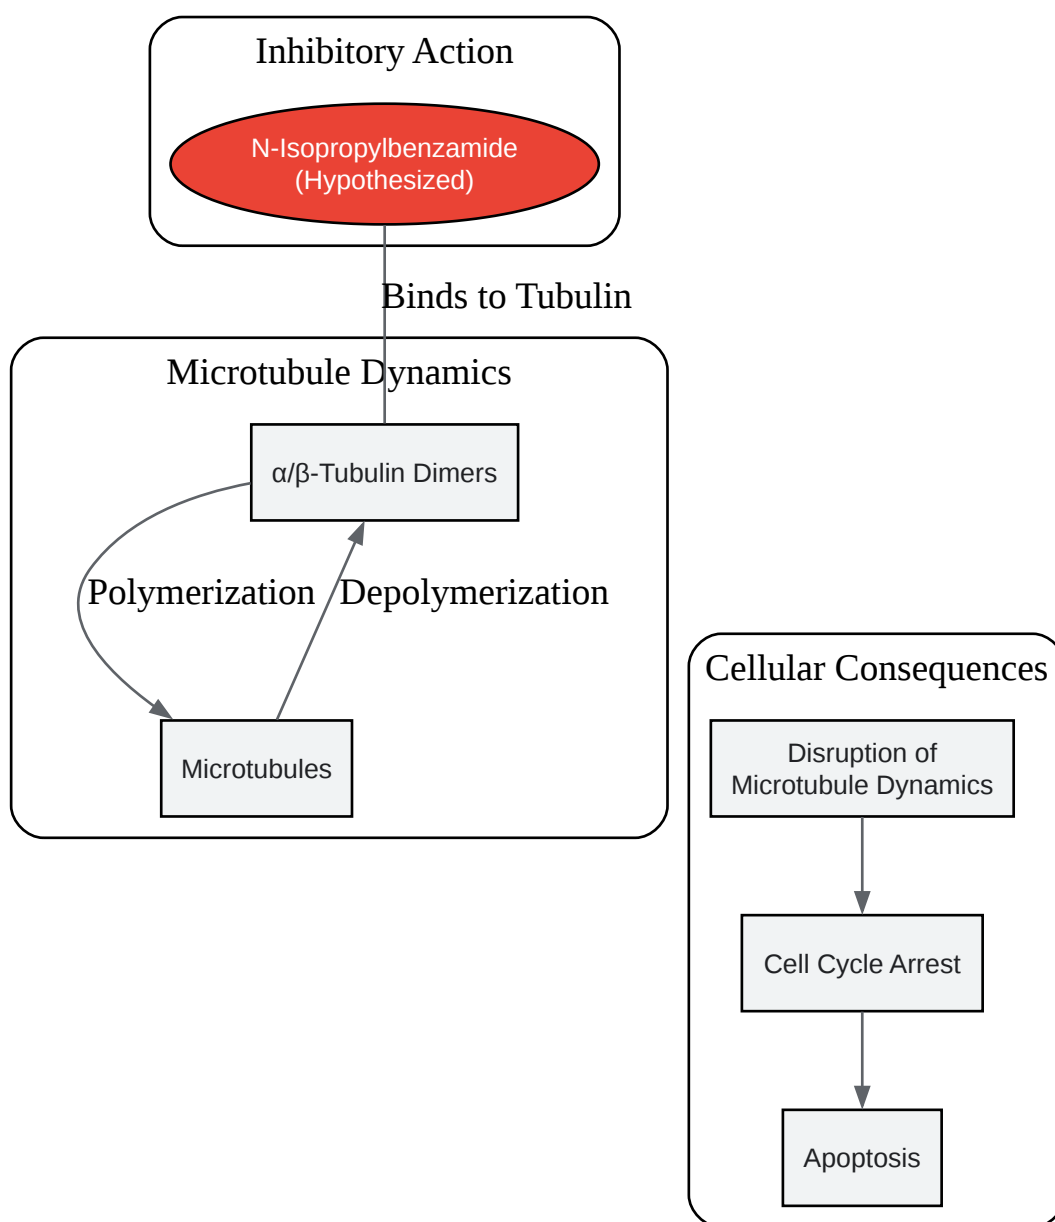 Inhibitory Action
N-Isopropylbenzamide
(Hypothesized)
Binds to Tubulin
Microtubule Dynamics
α/β-Tubulin Dimers
Polymerization
Depolymerization
Microtubules
Cellular Consequences
Disruption of
Microtubule Dynamics
Cell Cycle Arrest
Apoptosis